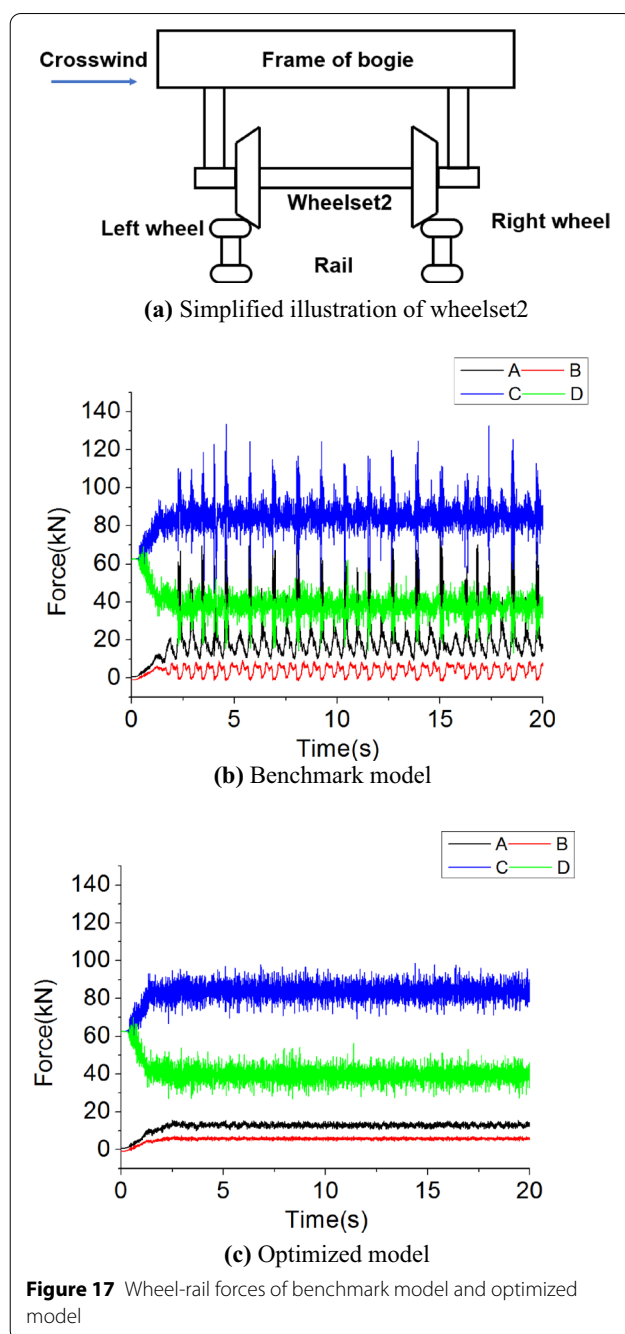 Crosswind
Frame of bogie
Wheelset2
Left wheel
Right wheel
Rail
(a) Simplified illustration of wheelset2
A B
C D
140
120
100
80
60
40
20
0
Force(kN)
0 5 10 15 20
Time(s)
(b) Benchmark model
A B
C D
140
120
100
80
60
40
20
0
Force(kN)
0 5 10 15 20
Time(s)
(c) Optimized model
Figure 17 Wheel-rail forces of benchmark model and optimized
model